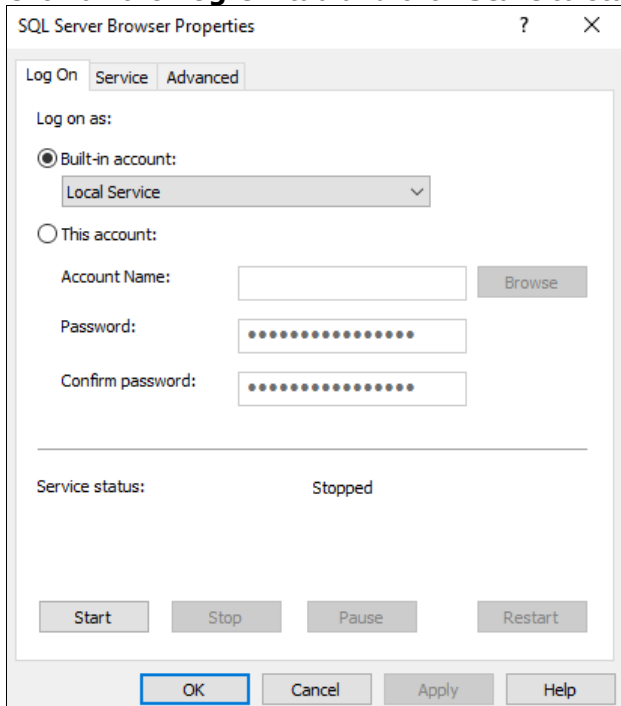 SQL Server Browser Properties ? ×
Log On Service Advanced
Log on as:
Built-in account:
Local Service
This account:
Account Name: Browse
Password: ●●●●●●●●●●●●●●●●
Confirm password: ●●●●●●●●●●●●●●●●
Service status: Stopped
Start Stop Pause Restart
OK Cancel Apply Help